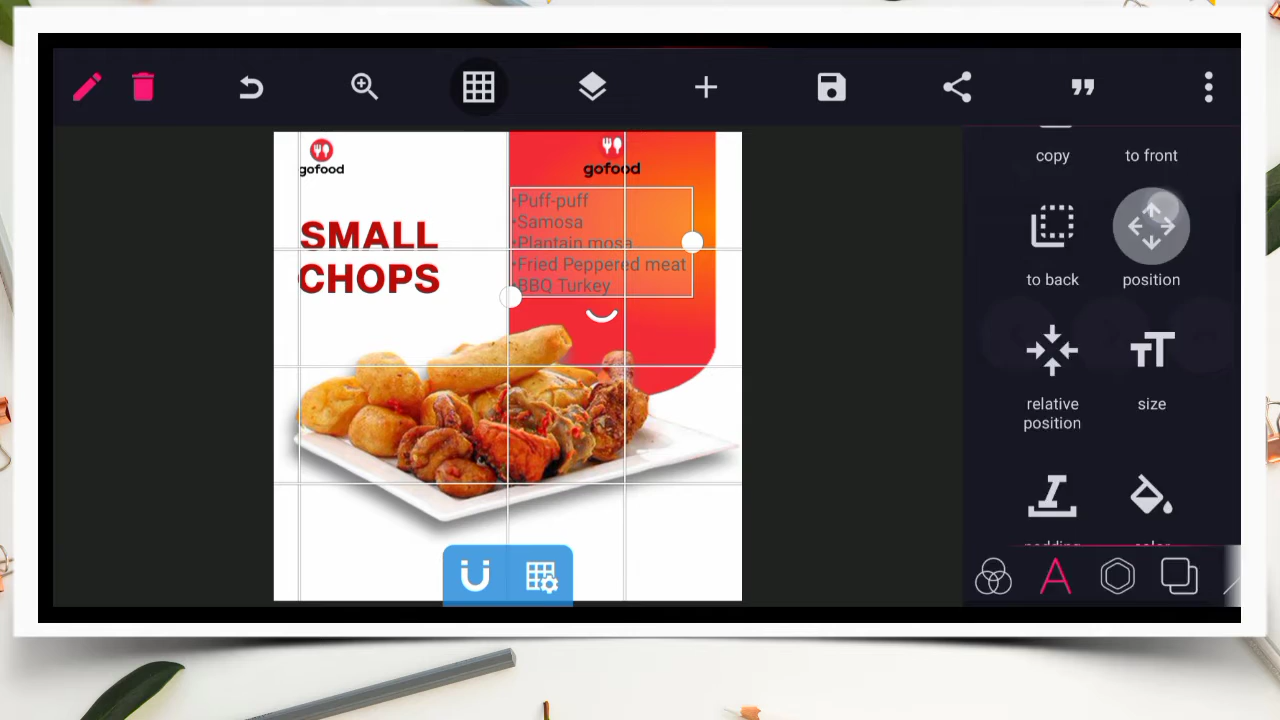 copy
to front
gofood
gofood
•Puff-puff
•Samosa
SMALL
•Plantain mosa
•Fried Peppered meat
CHOPS
•BBQ Turkey
to back
position
relative
position
size